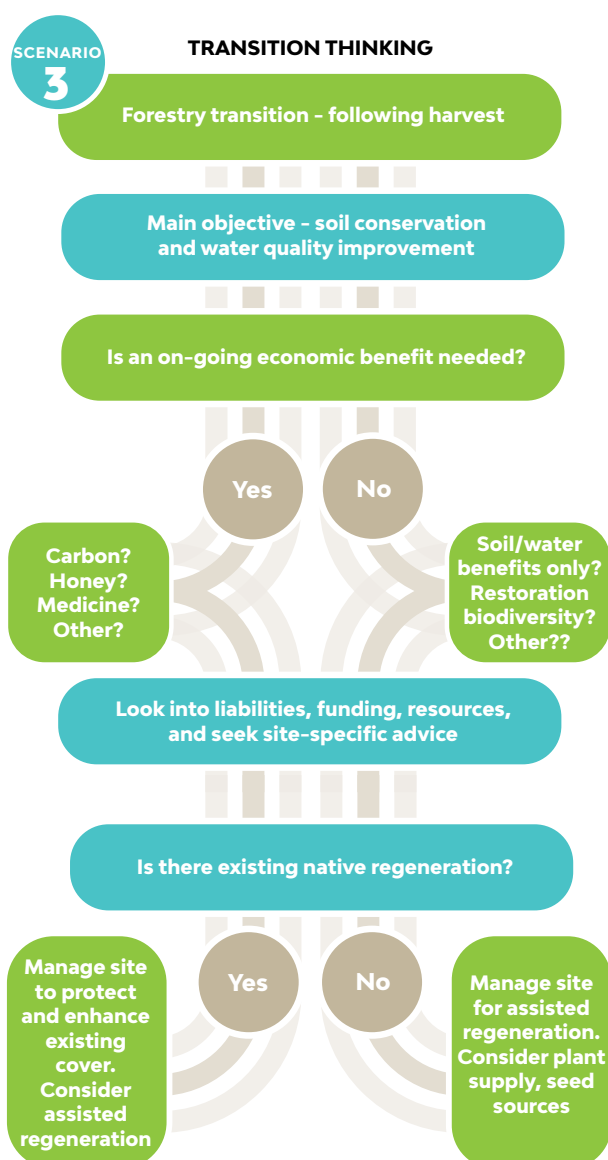 SCENARIO
3
TRANSITION THINKING
Forestry transition - following harvest
Main objective - soil conservation
and water quality improvement
Is an on-going economic benefit needed?
Yes
No
Carbon?
Honey?
Medicine?
Other?
Soil/water
benefits only?
Restoration
biodiversity?
Other??
Look into liabilities, funding, resources,
and seek site-specific advice
Is there existing native regeneration?
Yes
No
Manage site
to protect
and enhance
existing
cover.
Consider
assisted
regeneration
Manage site
for assisted
regeneration.
Consider plant
supply, seed
sources